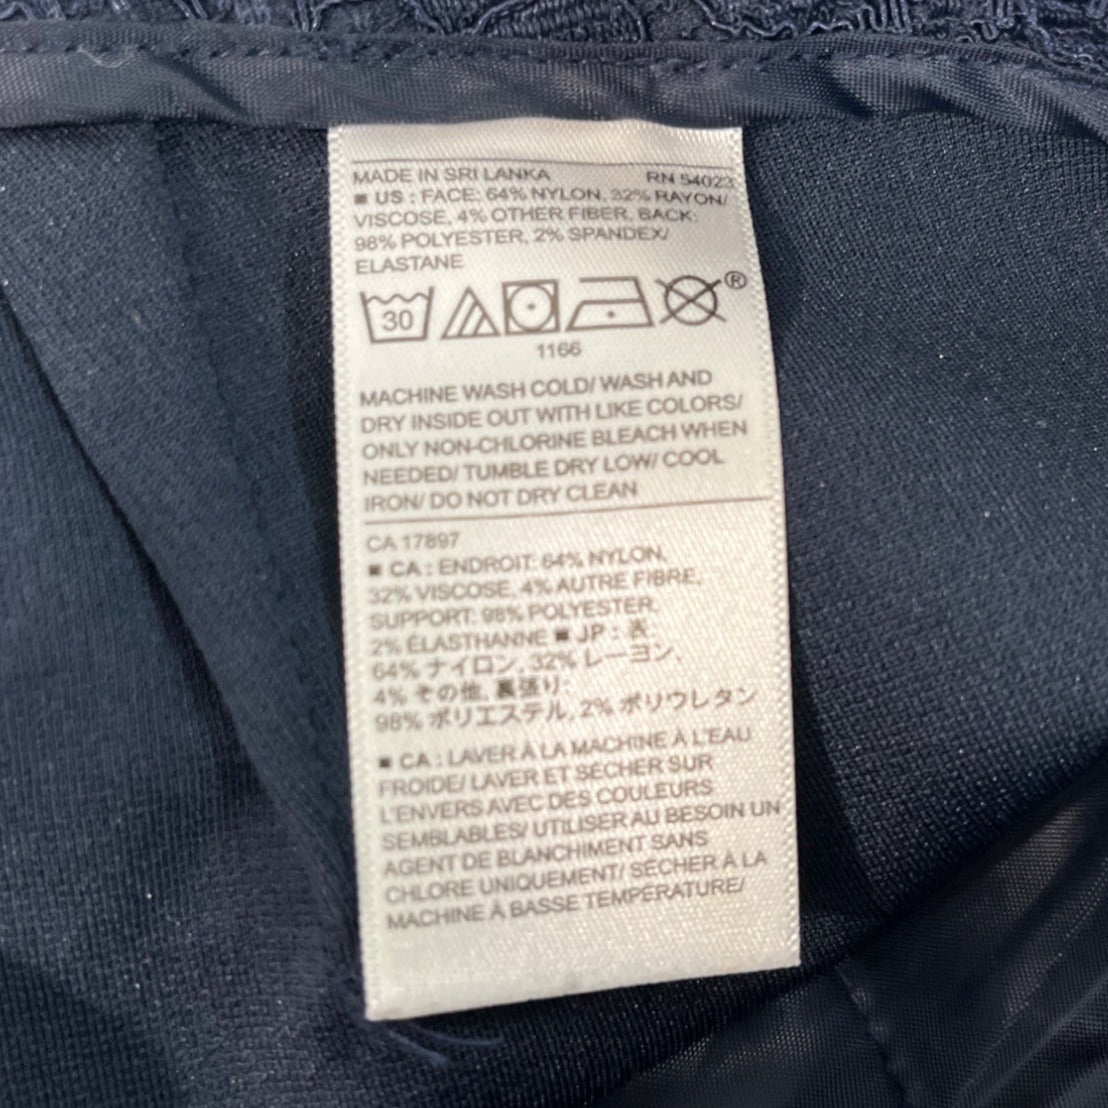 MADE IN SRI LANKA RN 54023
■ US : FACE: 64% NYLON, 32% RAYON/
VISCOSE, 4% OTHER FIBER, BACK:
98% POLYESTER, 2% SPANDEX/
ELASTANE
30 ®
1166
MACHINE WASH COLD/ WASH AND
DRY INSIDE OUT WITH LIKE COLORS/
ONLY NON-CHLORINE BLEACH WHEN
NEEDED/ TUMBLE DRY LOW/ COOL
IRON/ DO NOT DRY CLEAN
CA 17897
■ CA : ENDROIT: 64% NYLON,
32% VISCOSE, 4% AUTRE FIBRE,
SUPPORT: 98% POLYESTER,
2% ÉLASTHANNE ■ JP : 表:
64% ナイロン, 32% レーヨン,
4% その他, 裏張り:
98% ポリエステル, 2% ポリウレタン
■ CA : LAVER À LA MACHINE À L'EAU
FROIDE/ LAVER ET SÉCHER SUR
L'ENVERS AVEC DES COULEURS
SEMBLABLES/ UTILISER AU BESOIN UN
AGENT DE BLANCHIMENT SANS
CHLORE UNIQUEMENT/ SÉCHER À LA
MACHINE À BASSE TEMPÉRATURE/